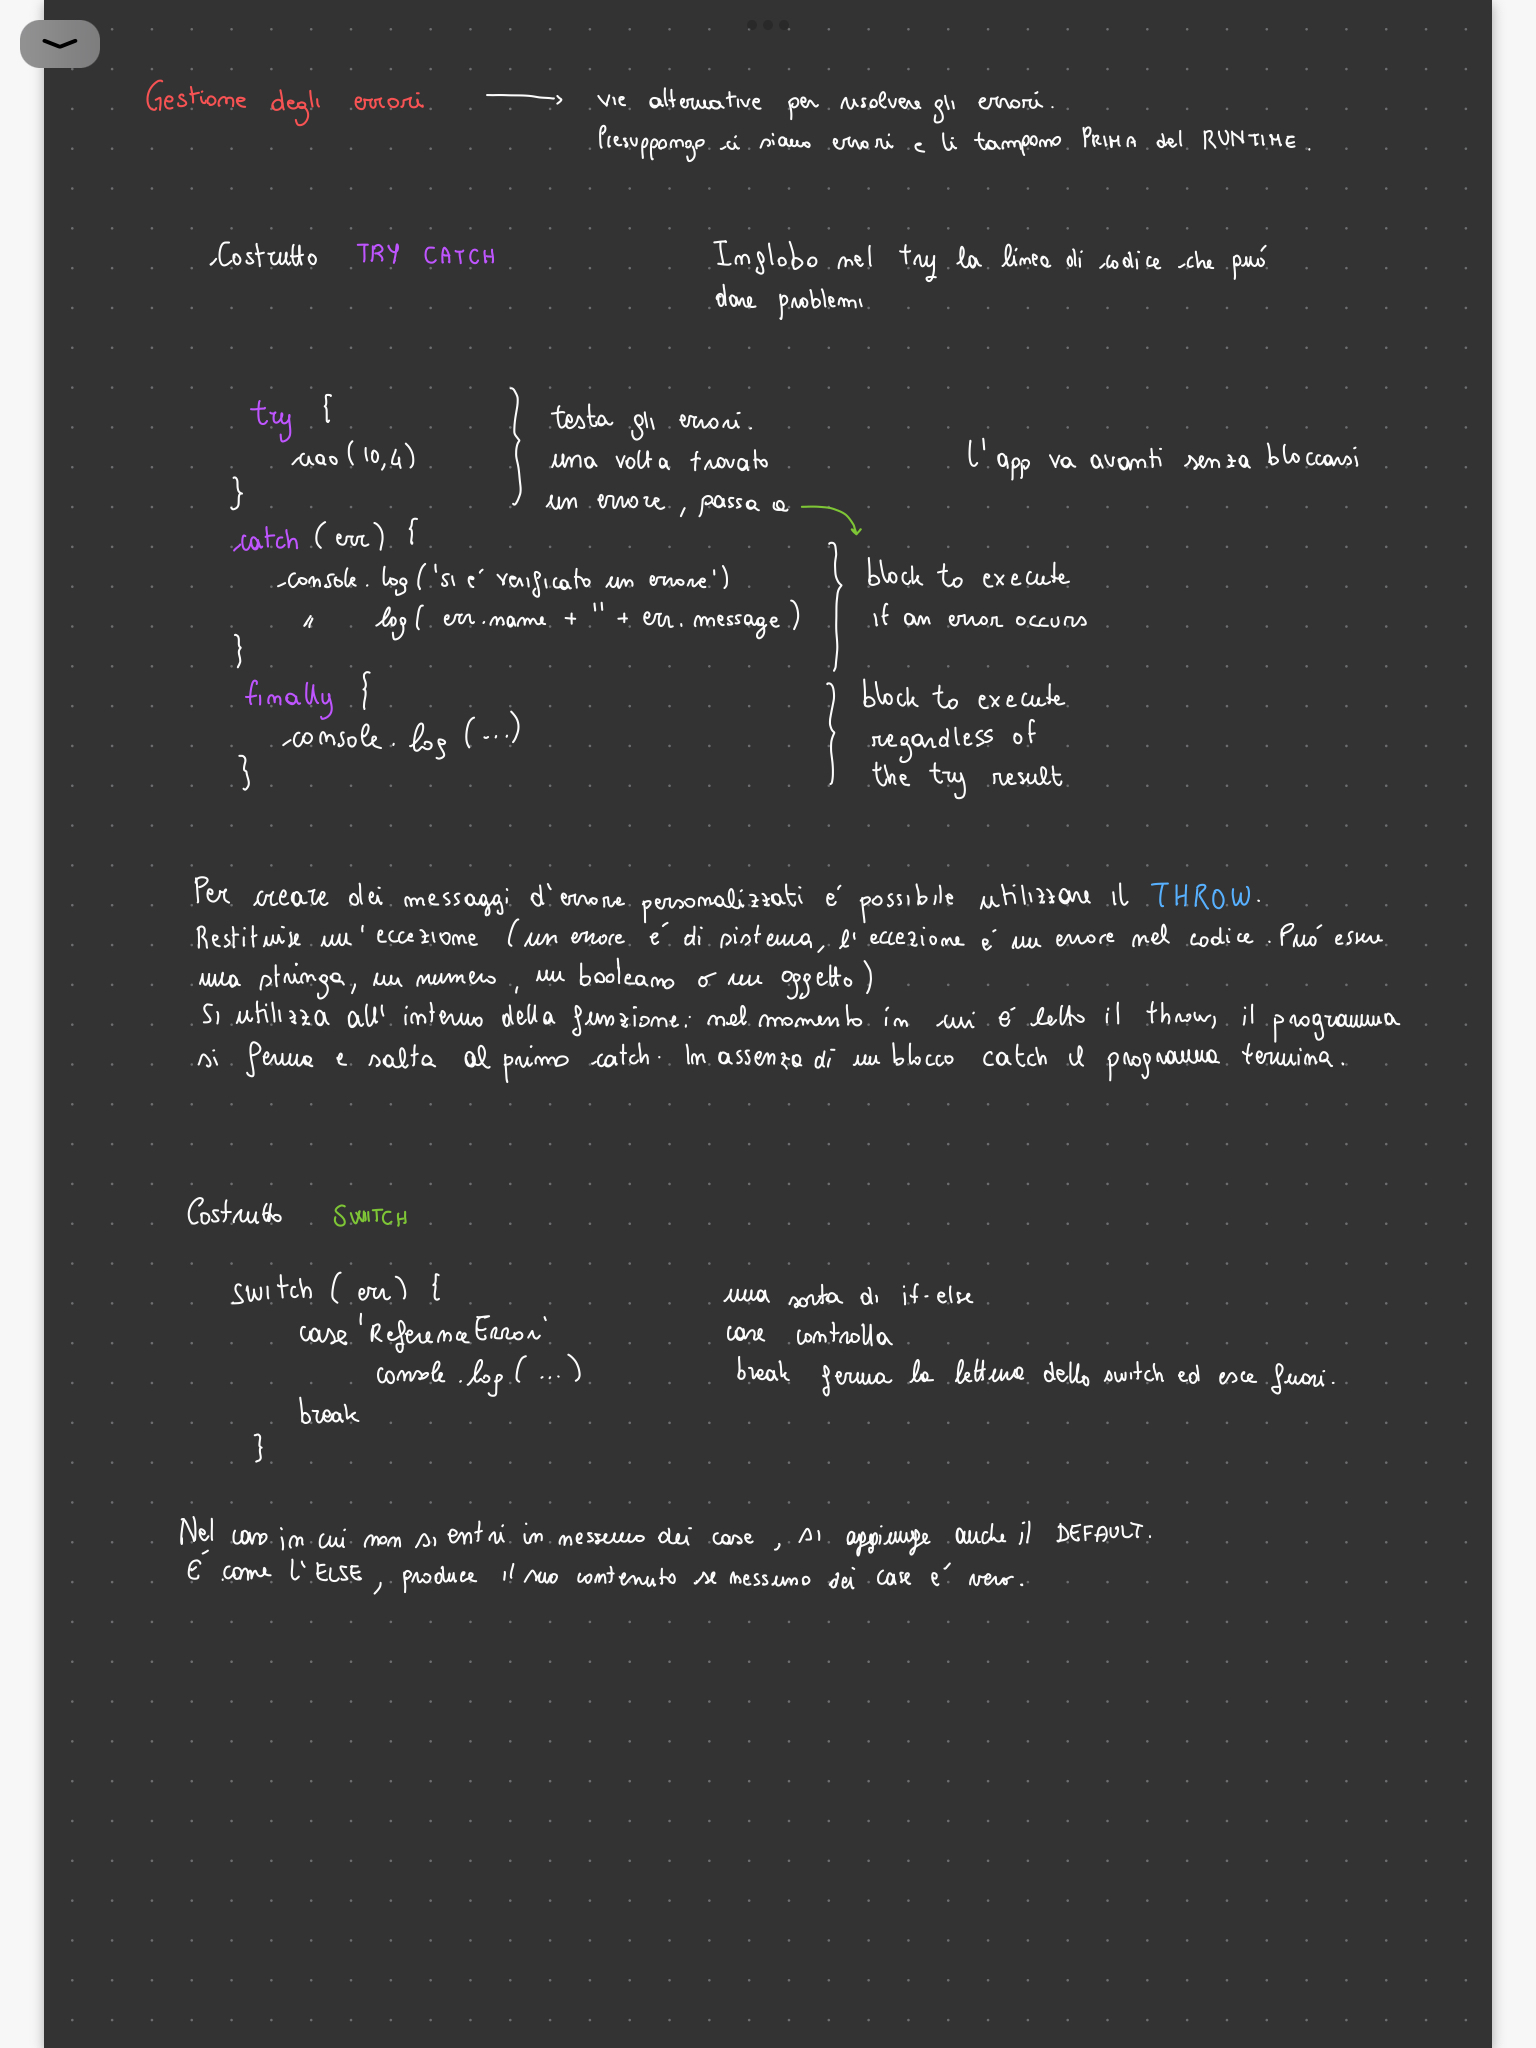 Gestione degli errori → vie alternative per risolvere gli errori.
Presuppongo ci siano errori e li tampono PRIMA del RUNTIME.
Costrutto TRY CATCH
Inglobo nel try la linea di codice che può
dare problemi
try {
ciao (10,4)
}
testa gli errori.
una volta trovato
un errore, passa a
l'app va avanti senza bloccarsi
catch (err) {
console.log('si é verificato un errore')
" log( err.name + '' + err.message )
}
block to execute
if an error occurs
finally {
console.log (...)
}
block to execute
regardless of
the try result
Per creare dei messaggi d'errore personalizzati é possibile utilizzare il THROW.
Restituisce un'eccezione (un errore é di sistema, l'eccezione é un errore nel codice. Puó essere
una stringa, un numero, un booleano o un oggetto)
Si utilizza all'interno della funzione: nel momento in cui é letto il throw, il programma
si ferma e salta al primo catch. In assenza di un blocco catch il programma termina.
Costrutto SWITCH
switch (err) {
case 'ReferenceError'
console.log (...)
break
}
una sorta di if-else
case controlla
break ferma la lettura dello switch ed esce fuori.
Nel caso in cui non si entri in nessuno dei case, si aggiunge anche il DEFAULT.
É come l'ELSE, produce il suo contenuto se nessuno dei case é vero.